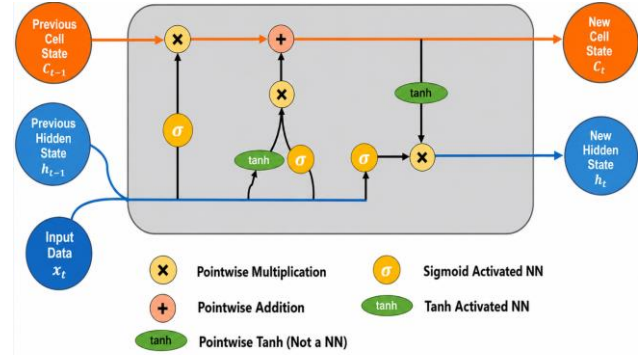 Previous
Cell
State
C_{t-1}
New
Cell
State
C_t
tanh
σ
tanh
σ
σ
Previous
Hidden
State
h_{t-1}
New
Hidden
State
h_t
Input
Data
x_t
× Pointwise Multiplication
σ Sigmoid Activated NN
+ Pointwise Addition
tanh Tanh Activated NN
tanh Pointwise Tanh (Not a NN)